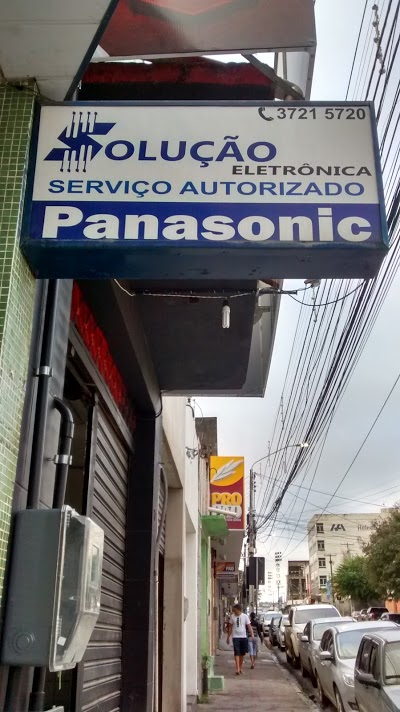 3721 5720
SOLUÇÃO
ELETRÔNICA
SERVIÇO AUTORIZADO
Panasonic
PRO